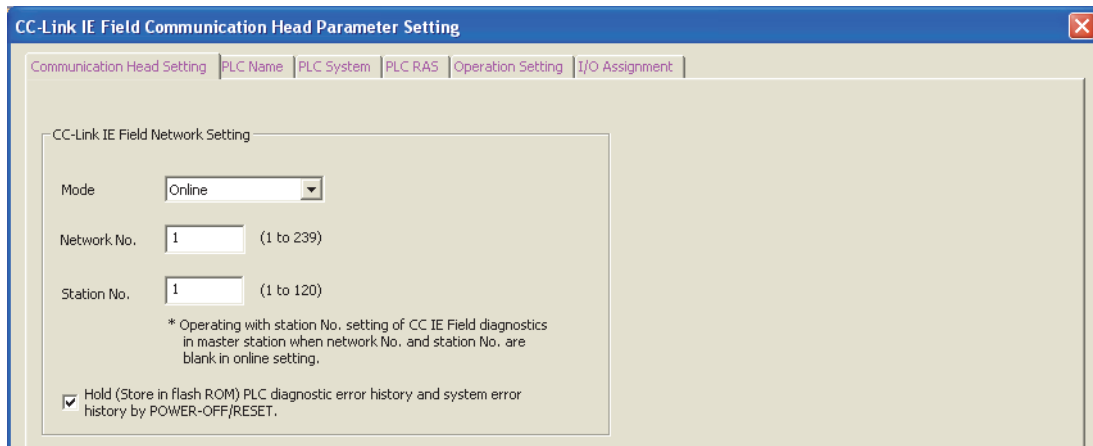 CC-Link IE Field Communication Head Parameter Setting
Communication Head Setting PLC Name PLC System PLC RAS Operation Setting I/O Assignment
CC-Link IE Field Network Setting
Mode Online
Network No. 1 (1 to 239)
Station No. 1 (1 to 120)
* Operating with station No. setting of CC IE Field diagnostics
in master station when network No. and station No. are
blank in online setting.
Hold (Store in flash ROM) PLC diagnostic error history and system error
history by POWER-OFF/RESET.